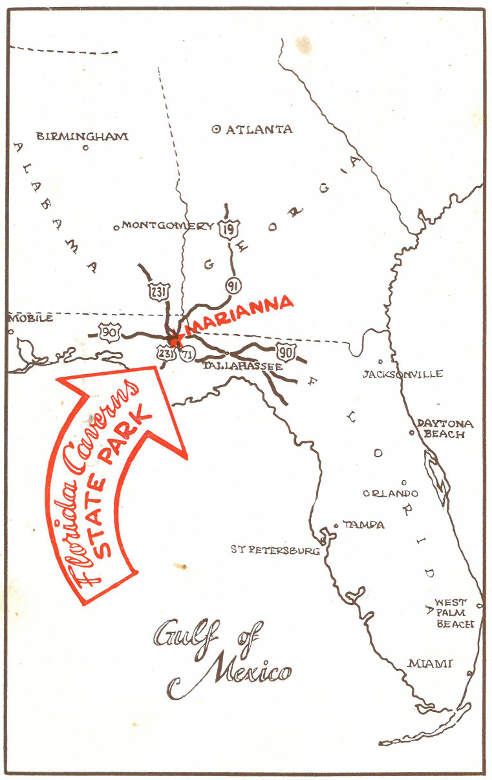 BIRMINGHAM
ATLANTA
ALABAMA
GEORGIA
MONTGOMERY
19
231
91
MOBILE
90
MARIANNA
231
71
90
TALLAHASSEE
JACKSONVILLE
FLORIDA
Florida Caverns
STATE PARK
DAYTONA
BEACH
ORLANDO
TAMPA
ST PETERSBURG
WEST
PALM
BEACH
Gulf of
Mexico
MIAMI